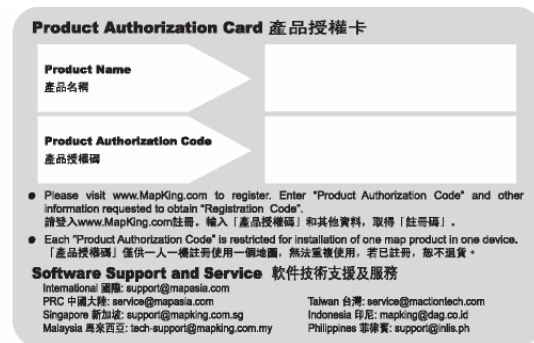 Product Authorization Card 產品授權卡
Product Name
產品名稱
Product Authorization Code
產品授權碼
● Please visit www.MapKing.com to register. Enter "Product Authorization Code" and other
information requested to obtain "Registration Code".
請登入www.MapKing.com註冊，輸入「產品授權碼」和其他資料，取得「註冊碼」。
● Each "Product Authorization Code" is restricted for installation of one map product in one device.
「產品授權碼」僅供一人一機註冊使用一個地圖，無法重複使用，若已註冊，恕不退貨。
Software Support and Service 軟件技術支援及服務
International 國際: support@mapasia.com
PRC 中國大陸: service@mapasia.com
Taiwan 台灣: service@mactiontech.com
Singapore 新加坡: support@mapking.com.sg
Indonesia 印尼: mapking@dag.co.id
Malaysia 馬來西亞: tech-support@mapking.com.my
Philippines 菲律賓: support@inlis.ph